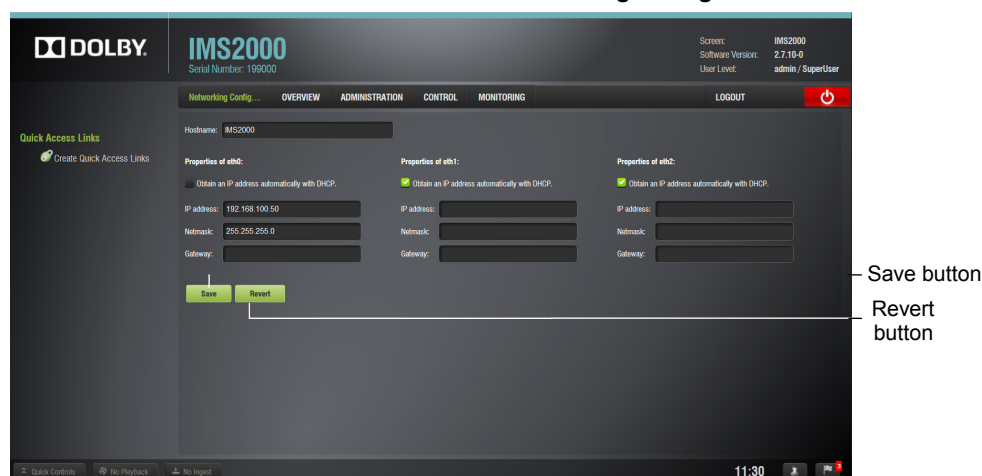 DOLBY.
IMS2000
Serial Number: 199000
Screen: IMS2000
Software Version: 2.7.10-0
User Level: admin / SuperUser
Networking Config... OVERVIEW ADMINISTRATION CONTROL MONITORING LOGOUT
Quick Access Links
Create Quick Access Links
Hostname: IMS2000
Properties of eth0: Properties of eth1: Properties of eth2:
Obtain an IP address automatically with DHCP. Obtain an IP address automatically with DHCP. Obtain an IP address automatically with DHCP.
IP address: 192.168.100.50 IP address: IP address:
Netmask: 255.255.255.0 Netmask: Netmask:
Gateway: Gateway: Gateway:
Save Revert
Save button
Revert
button
Quick Controls No Playback No Ingest 11:30 3